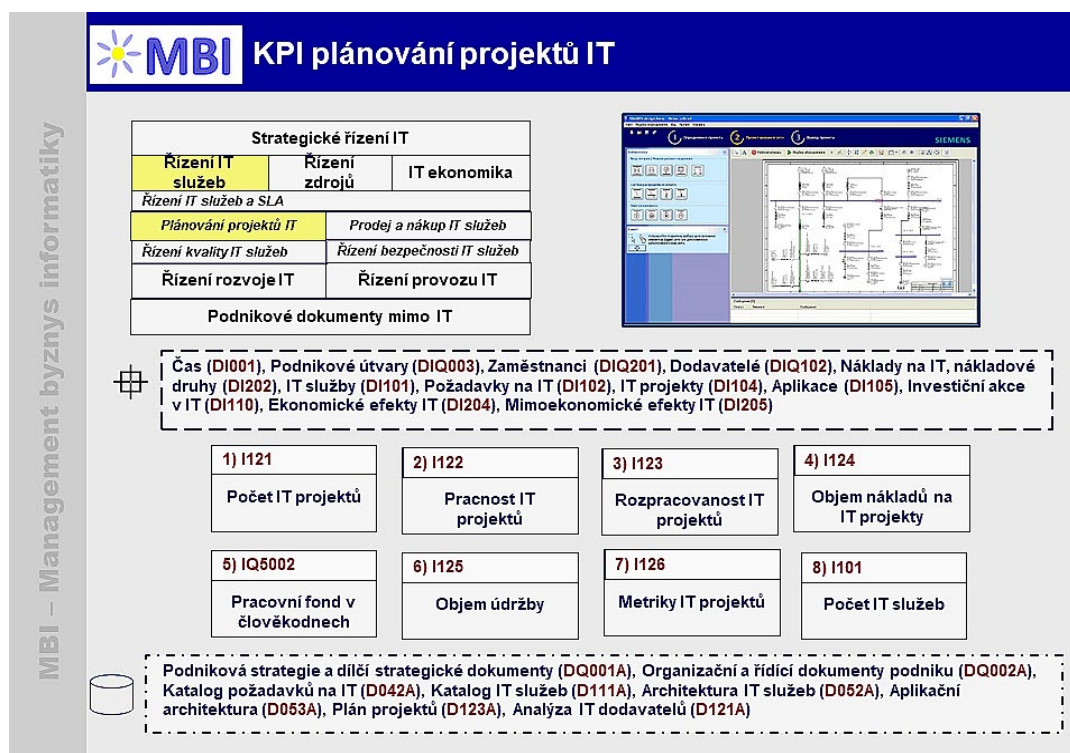 MBI KPI plánování projektů IT
MBI – Management byznys informatiky
Strategické řízení IT
Řízení IT služeb
Řízení zdrojů
IT ekonomika
Řízení IT služeb a SLA
Plánování projektů IT
Prodej a nákup IT služeb
Řízení kvality IT služeb
Řízení bezpečnosti IT služeb
Řízení rozvoje IT
Řízení provozu IT
Podnikové dokumenty mimo IT
SIEMENS
Čas (DI001), Podnikové útvary (DIQ003), Zaměstnanci (DIQ201), Dodavatelé (DIQ102), Náklady na IT, nákladové
druhy (DI202), IT služby (DI101), Požadavky na IT (DI102), IT projekty (DI104), Aplikace (DI105), Investiční akce
v IT (DI110), Ekonomické efekty IT (DI204), Mimoekonomické efekty IT (DI205)
1) I121
Počet IT projektů
2) I122
Pracnost IT
projektů
3) I123
Rozpracovanost IT
projektů
4) I124
Objem nákladů na
IT projekty
5) IQ5002
Pracovní fond v
člověkodnech
6) I125
Objem údržby
7) I126
Metriky IT projektů
8) I101
Počet IT služeb
Podniková strategie a dílčí strategické dokumenty (DQ001A), Organizační a řídící dokumenty podniku (DQ002A),
Katalog požadavků na IT (D042A), Katalog IT služeb (D111A), Architektura IT služeb (D052A), Aplikační
architektura (D053A), Plán projektů (D123A), Analýza IT dodavatelů (D121A)